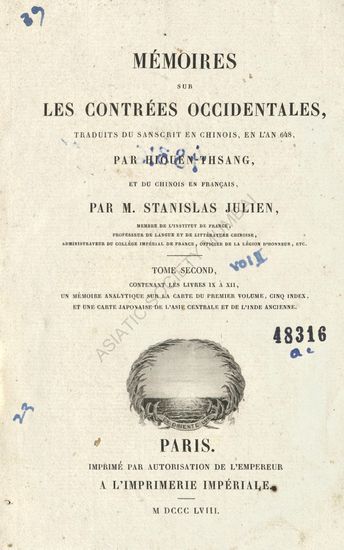 39
MÉMOIRES
SUR
LES CONTRÉES OCCIDENTALES,
TRADUITS DU SANSCRIT EN CHINOIS, EN L'AN 648,
PAR HIOUEN-THSANG,
ET DU CHINOIS EN FRANÇAIS,
PAR M. STANISLAS JULIEN,
MEMBRE DE L'INSTITUT DE FRANCE,
PROFESSEUR DE LANGUE ET DE LITTÉRATURE CHINOISE,
ADMINISTRATEUR DU COLLÉGE IMPÉRIAL DE FRANCE, OFFICIER DE LA LÉGION D'HONNEUR, ETC.
TOME SECOND,
vol II
CONTENANT LES LIVRES IX À XII,
UN MÉMOIRE ANALYTIQUE SUR LA CARTE DU PREMIER VOLUME, CINQ INDEX,
ET UNE CARTE JAPONAISE DE L'ASIE CENTRALE ET DE L'INDE ANCIENNE.
48316
23
PARIS.
IMPRIMÉ PAR AUTORISATION DE L'EMPEREUR
A L'IMPRIMERIE IMPÉRIALE.
M DCCC LVIII.